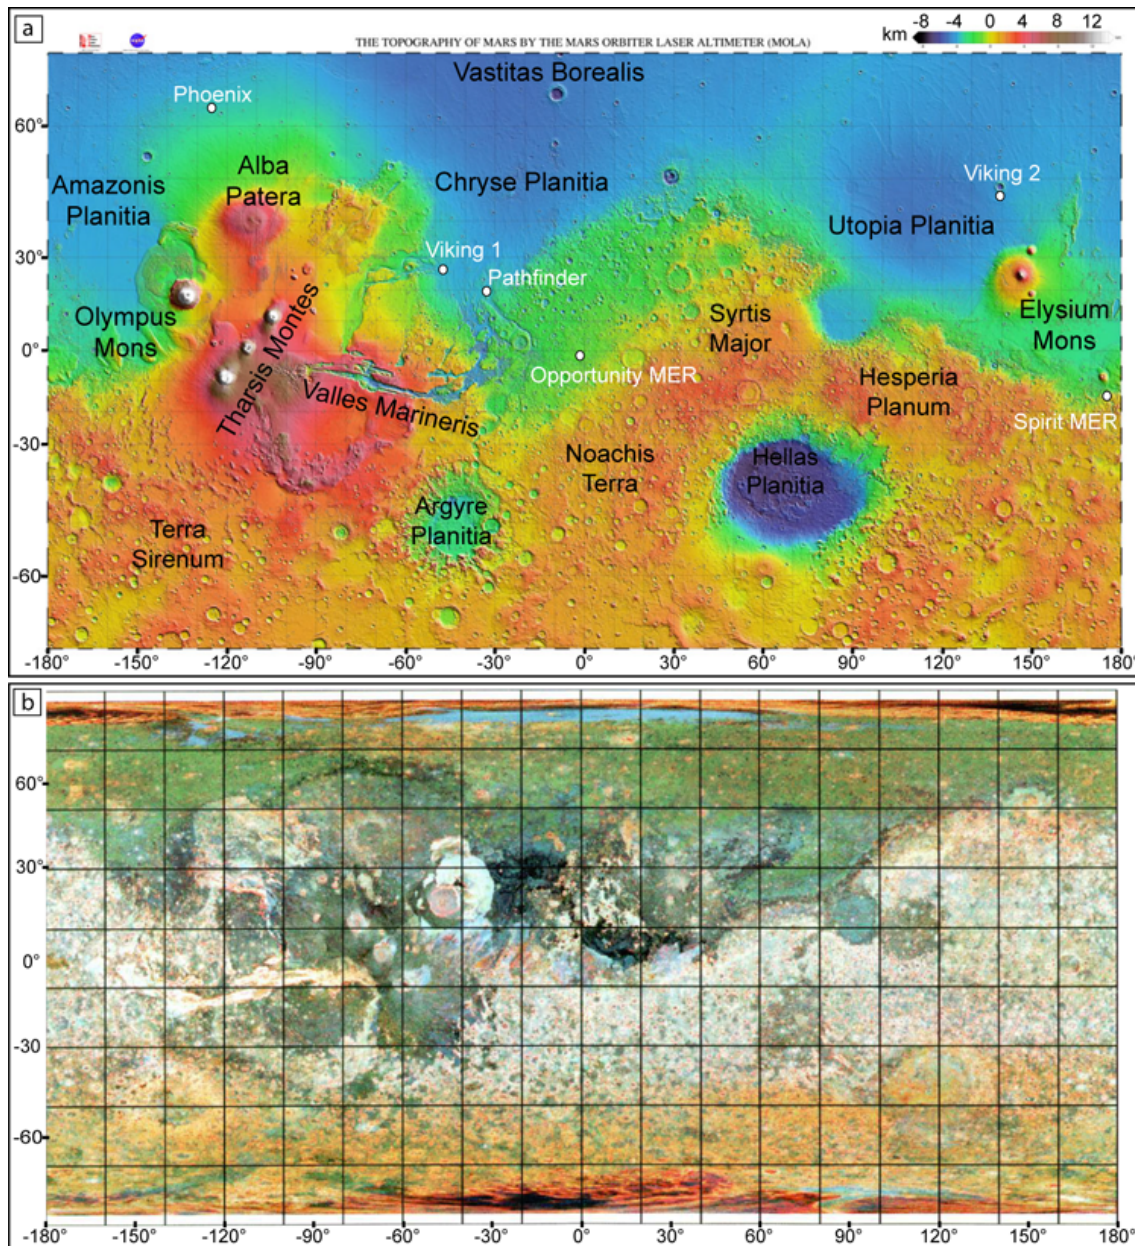 a
THE TOPOGRAPHY OF MARS BY THE MARS ORBITER LASER ALTIMETER (MOLA)
km
-8 -4 0 4 8 12
Vastitas Borealis
Phoenix
60°
Alba
Patera
Amazonis
Planitia
Chryse Planitia
Viking 2
Utopia Planitia
30°
Viking 1
Pathfinder
Olympus
Mons
Tharsis Montes
Syrtis
Major
Elysium
Mons
0°
Opportunity MER
Valles Marineris
Hesperia
Planum
Spirit MER
-30
Noachis
Terra
Hellas
Planitia
Argyre
Planitia
Terra
Sirenum
-60
-180 -120 -90 -60 -30 0° 30° 60° 90° 120° 150° 180°
b
60°
30°
0°
-30
-60
-180 -150° -120° -90° -60° -30° 0° 30° 60° 90° 120° 150° 180°